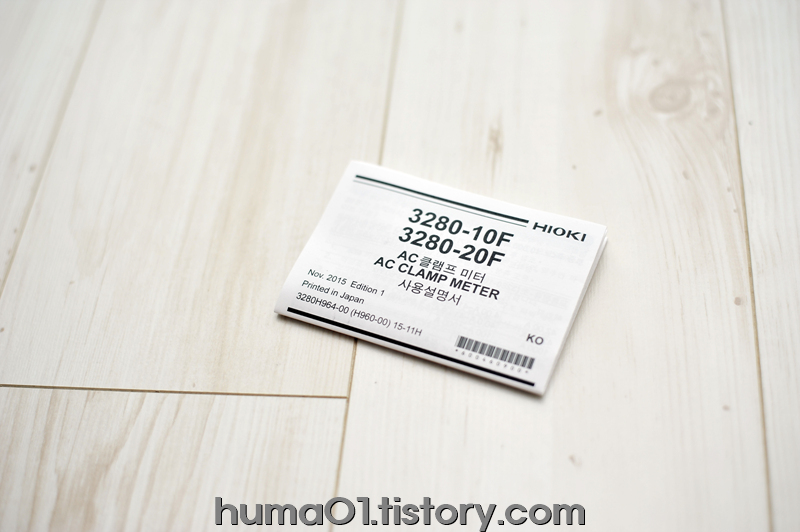 HIOKI
3280-10F
3280-20F
AC 클램프 미터
AC CLAMP METER
사용설명서
Nov. 2015 Edition 1
Printed in Japan
3280H964-00 (H960-00) 15-11H
KO
huma01.tistory.com